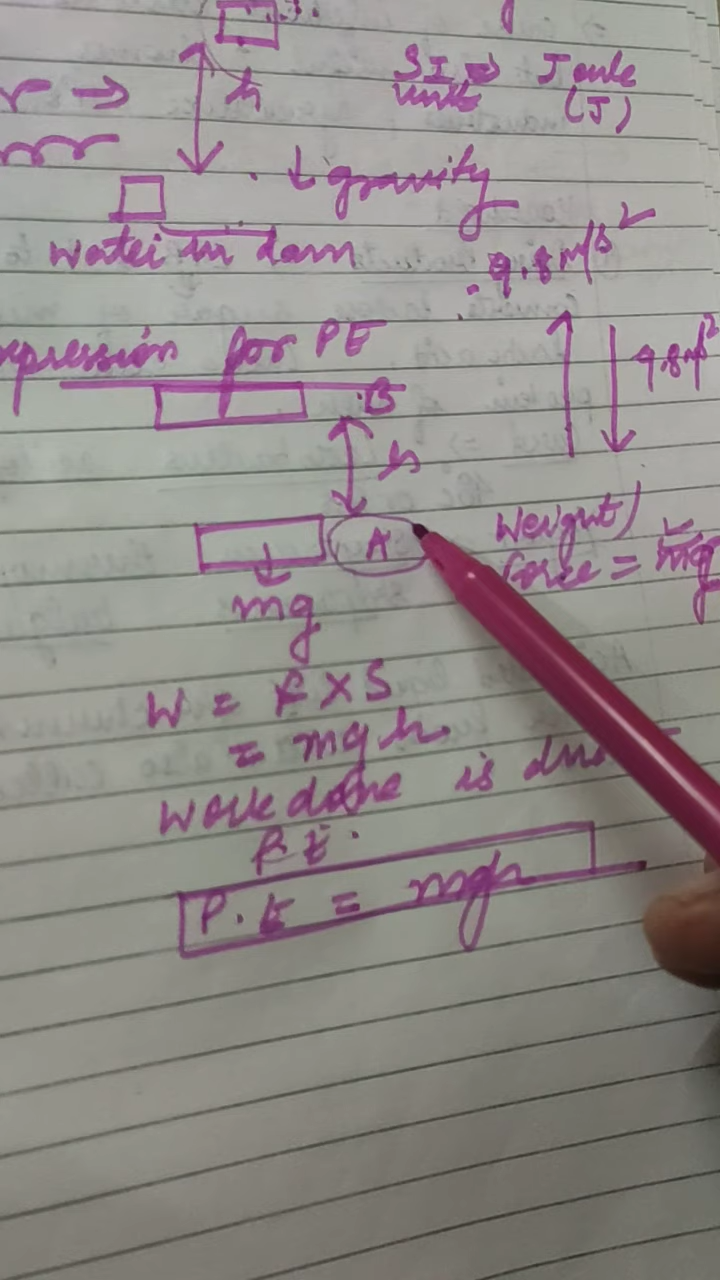 SI ⇒ Joule
units (J)
h
↓ gravity
water in dam
9.8 m/s²
expression for PE
B
9.8 m/s²
h
A
Weight/
Force = mg
mg
W = F × S
= mgh
Work done is
P.E = mgh